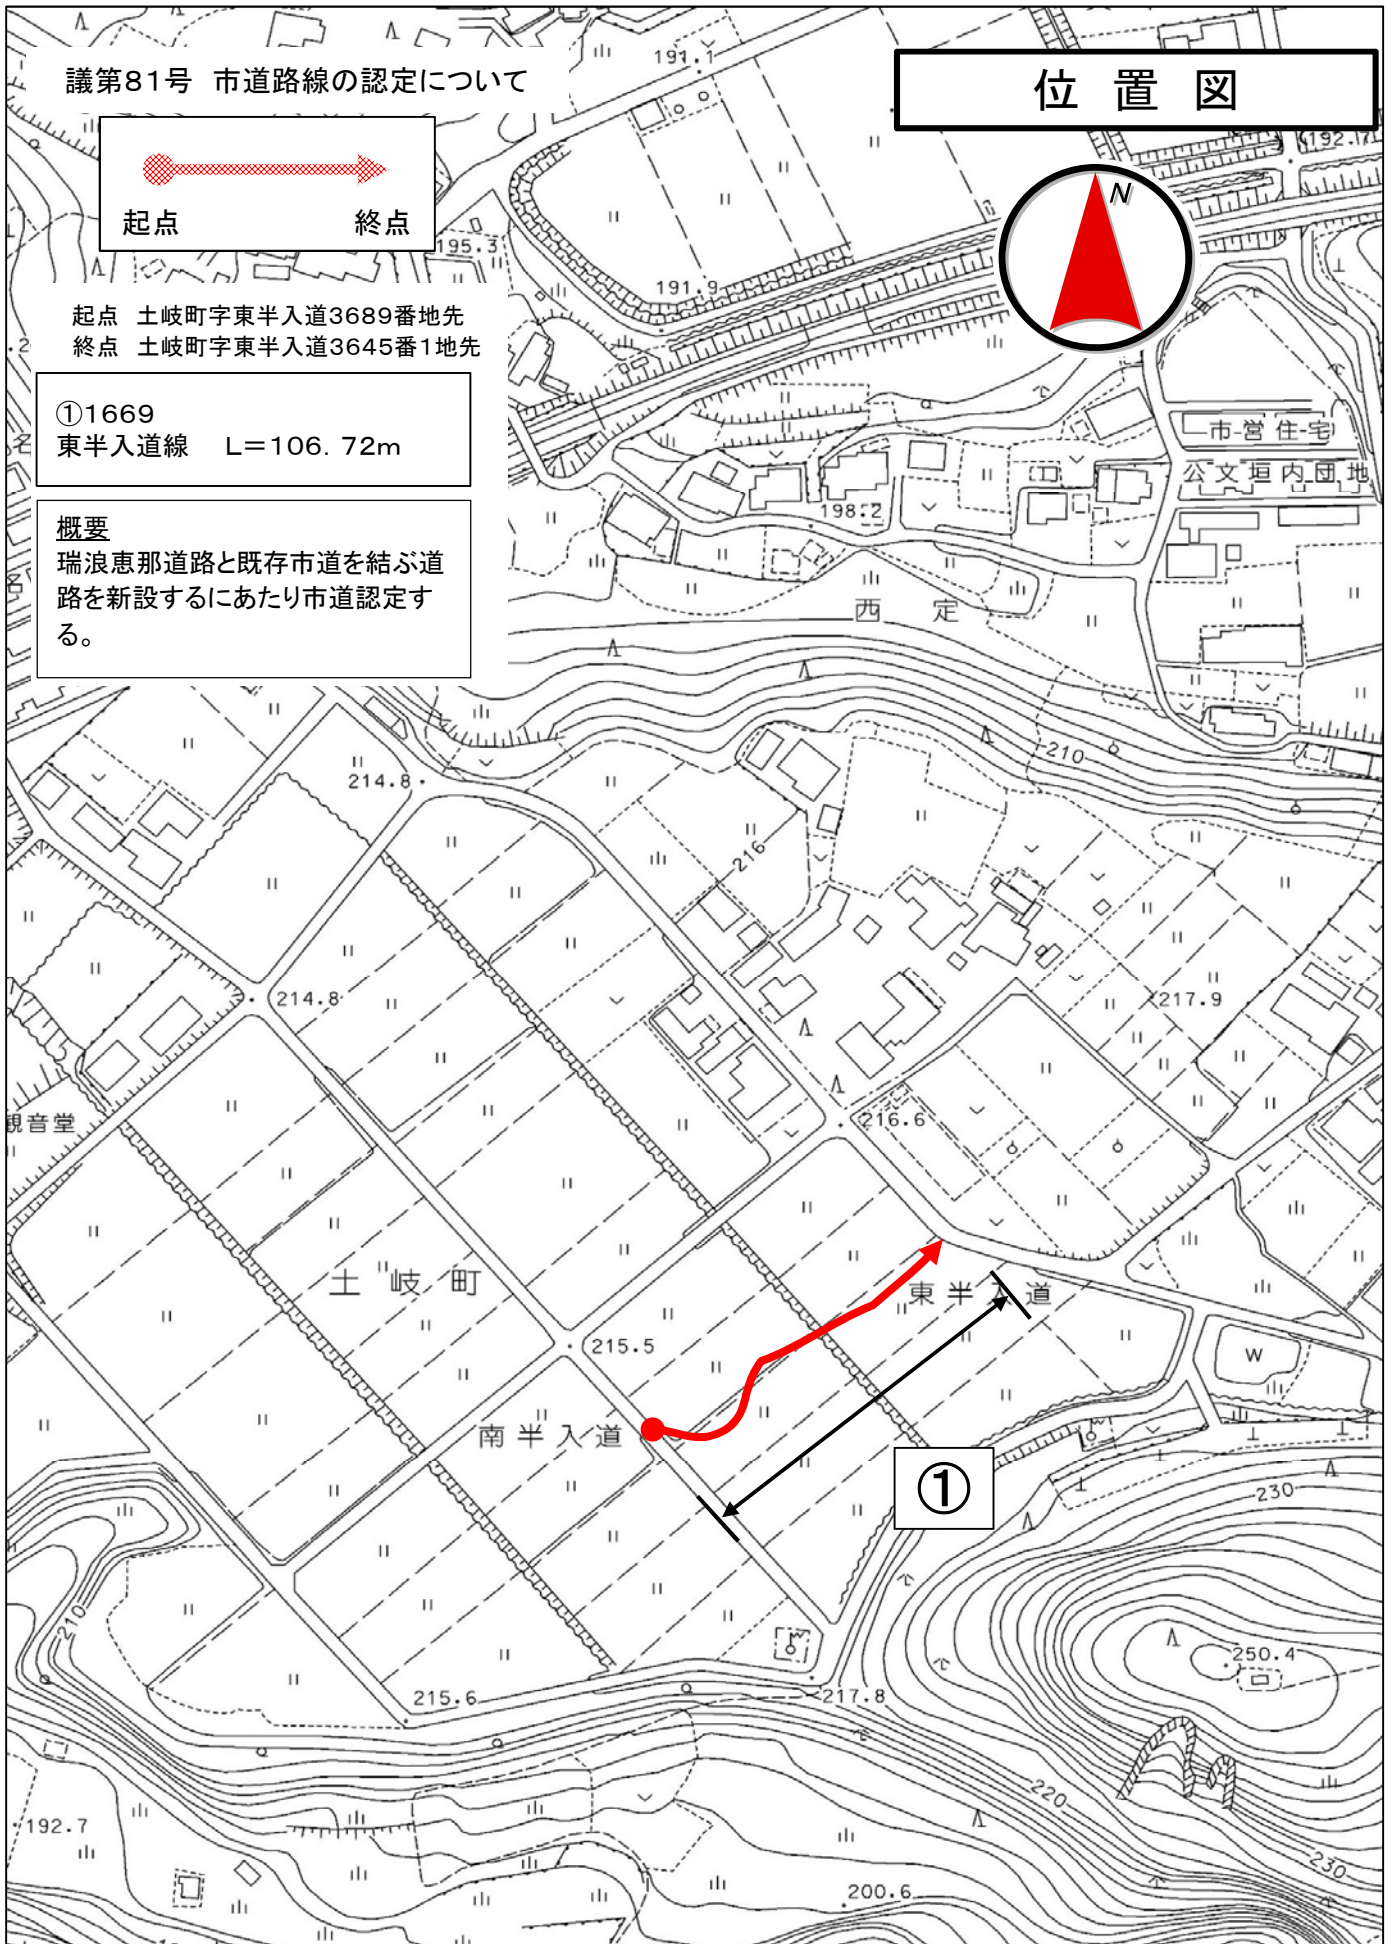 議第81号 市道路線の認定について
位 置 図
起点 終点
N
起点 土岐町字東半入道3689番地先
終点 土岐町字東半入道3645番1地先
①1669
東半入道線 L=106.72m
概要
瑞浪恵那道路と既存市道を結ぶ道
路を新設するにあたり市道認定す
る。
191.1
192.7
195.3
191.9
市営住宅
公文垣内団地
198.2
西 定
210
214.8
216
214.8
217.9
観音堂
216.6
土 岐 町
東半入道
215.5
W
南半入道
①
230
210
250.4
215.6
217.8
220
192.7
230
200.6